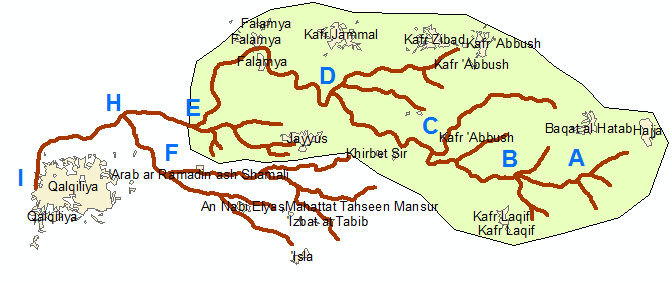 Falamya
Falamya
Falamya
Kafr Jammal
Kafr Zibad
Kafr 'Abbush
Kafr 'Abbush
D
H
E
C
Baqat al Hatab
Hajja
Jayyus
Kafr 'Abbush
F
Khirbet Sir
B
A
I
Qalqiliya
Arab ar Ramadin ash Shamali
An Nabi Elyas
Mahattat Tahseen Mansur
Qalqiliya
'Izbat at Tabib
Kafr Laqif
Kafr Laqif
'Isla